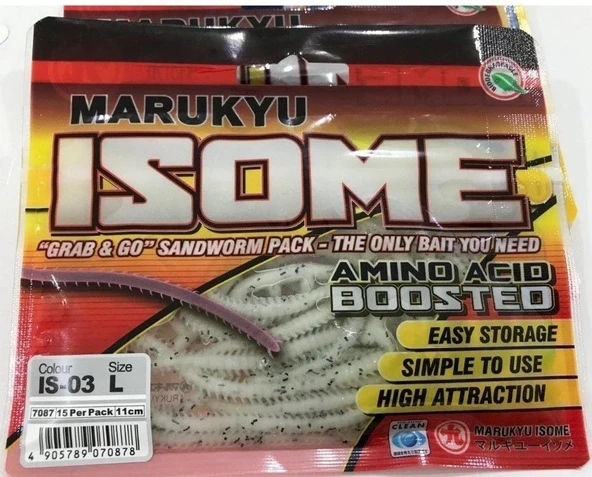 MARUKYU
MARUKYU
ISOME
"GRAB & GO" SANDWORM PACK - THE ONLY BAIT YOU NEED
AMINO ACID
BOOSTED
EASY STORAGE
SIMPLE TO USE
HIGH ATTRACTION
Colour Size
IS-03 L
7087 15 Per Pack 11cm
4 905789 070878
CLEAN
MARUKYU ISOME
マルキユーイソメ